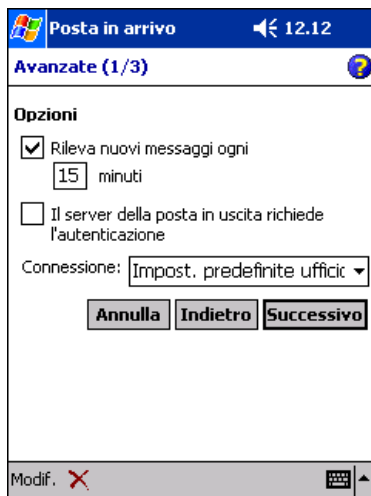 Posta in arrivo 12.12
Avanzate (1/3)
Opzioni
Rileva nuovi messaggi ogni
15 minuti
Il server della posta in uscita richiede
l'autenticazione
Connessione: Impost. predefinite uffic
Annulla Indietro Successivo
Modif.